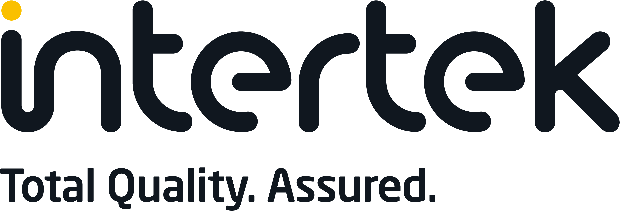 intertek
Total Quality. Assured.